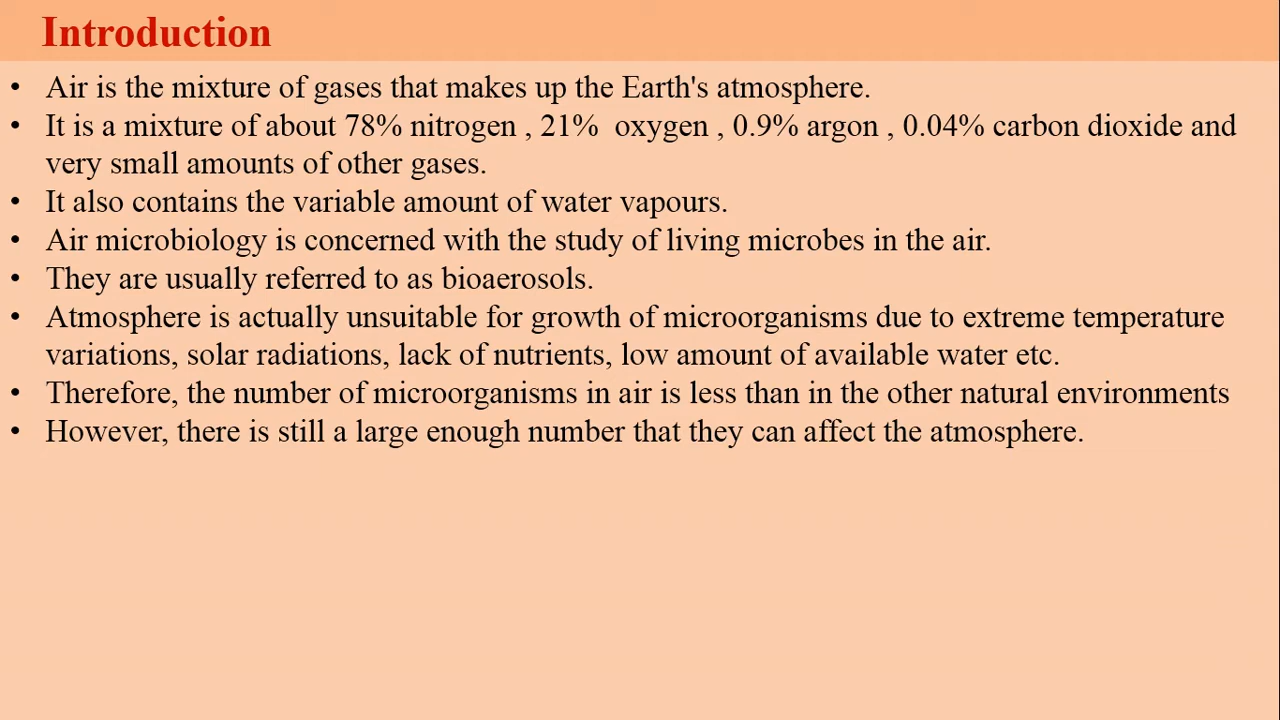 Introduction
• Air is the mixture of gases that makes up the Earth's atmosphere.
• It is a mixture of about 78% nitrogen , 21%  oxygen , 0.9% argon , 0.04% carbon dioxide and
very small amounts of other gases.
• It also contains the variable amount of water vapours.
• Air microbiology is concerned with the study of living microbes in the air.
• They are usually referred to as bioaerosols.
• Atmosphere is actually unsuitable for growth of microorganisms due to extreme temperature
variations, solar radiations, lack of nutrients, low amount of available water etc.
• Therefore, the number of microorganisms in air is less than in the other natural environments
• However, there is still a large enough number that they can affect the atmosphere.